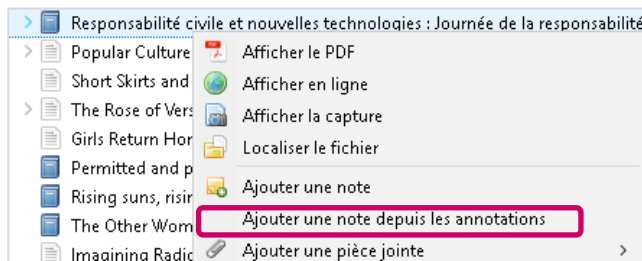 Responsabilité civile et nouvelles technologies : Journée de la responsabilité
Popular Culture
Afficher le PDF
Short Skirts and
Afficher en ligne
The Rose of Vers
Afficher la capture
Girls Return Hor
Localiser le fichier
Permitted and p
Rising suns, risin
Ajouter une note
The Other Wom
Ajouter une note depuis les annotations
Imagining Radic
Ajouter une pièce jointe